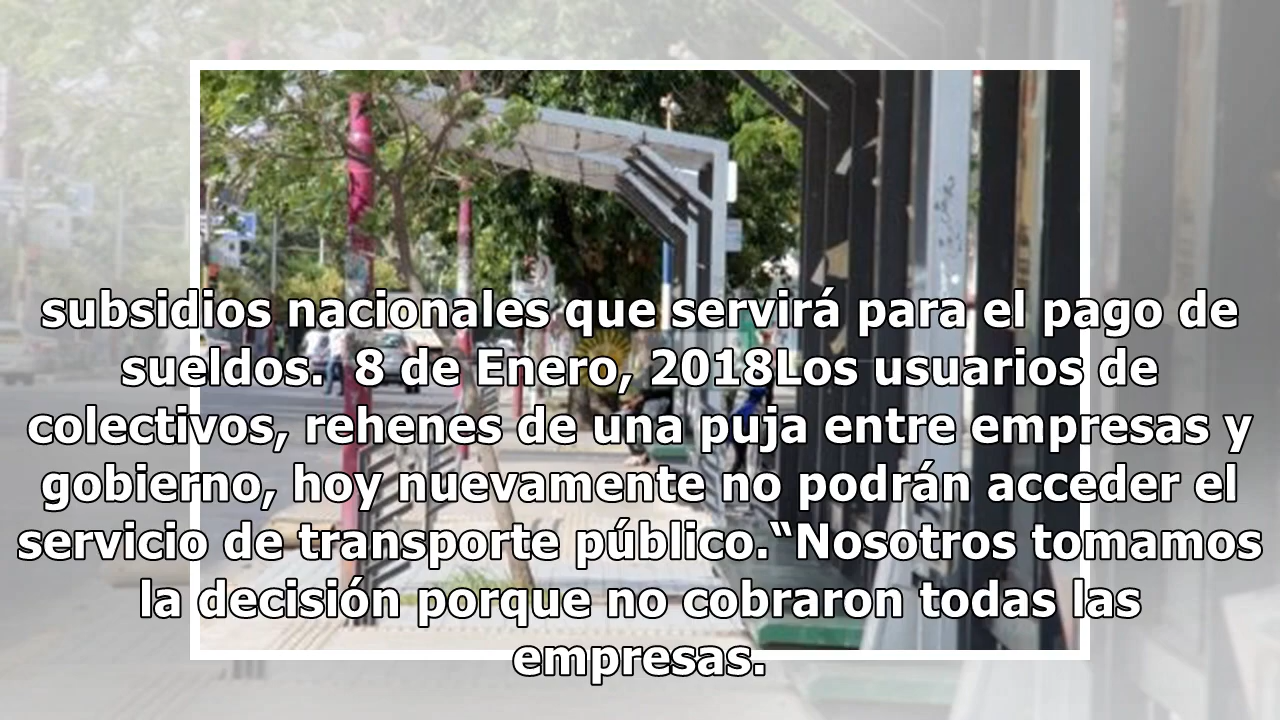 subsidios nacionales que servirá para el pago de
sueldos.  8 de Enero, 2018Los usuarios de
colectivos, rehenes de una puja entre empresas y
gobierno, hoy nuevamente no podrán acceder el
servicio de transporte público.“Nosotros tomamos
la decisión porque no cobraron todas las
empresas.